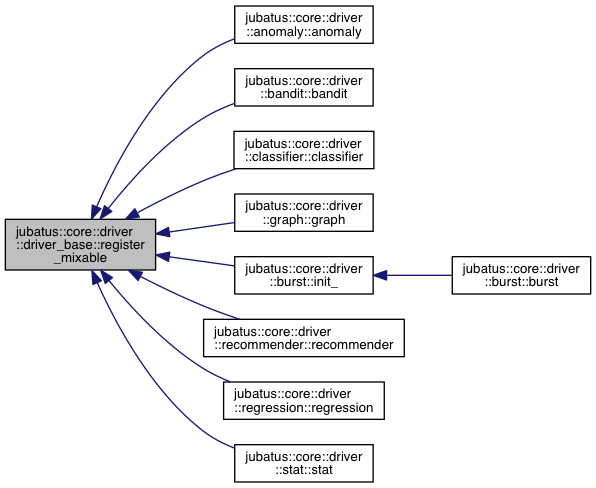 jubatus::core::driver
::anomaly::anomaly
jubatus::core::driver
::bandit::bandit
jubatus::core::driver
::classifier::classifier
jubatus::core::driver
::graph::graph
jubatus::core::driver
::driver_base::register
_mixable
jubatus::core::driver
::burst::init_
jubatus::core::driver
::burst::burst
jubatus::core::driver
::recommender::recommender
jubatus::core::driver
::regression::regression
jubatus::core::driver
::stat::stat